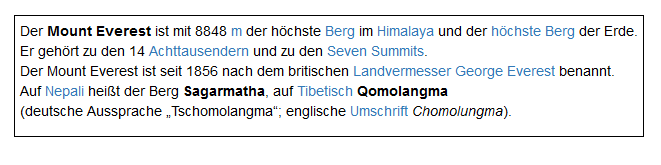 Der Mount Everest ist mit 8848 m der höchste Berg im Himalaya und der höchste Berg der Erde.
Er gehört zu den 14 Achttausendern und zu den Seven Summits.
Der Mount Everest ist seit 1856 nach dem britischen Landvermesser George Everest benannt.
Auf Nepali heißt der Berg Sagarmatha, auf Tibetisch Qomolangma
(deutsche Aussprache „Tschomolangma“; englische Umschrift Chomolungma).